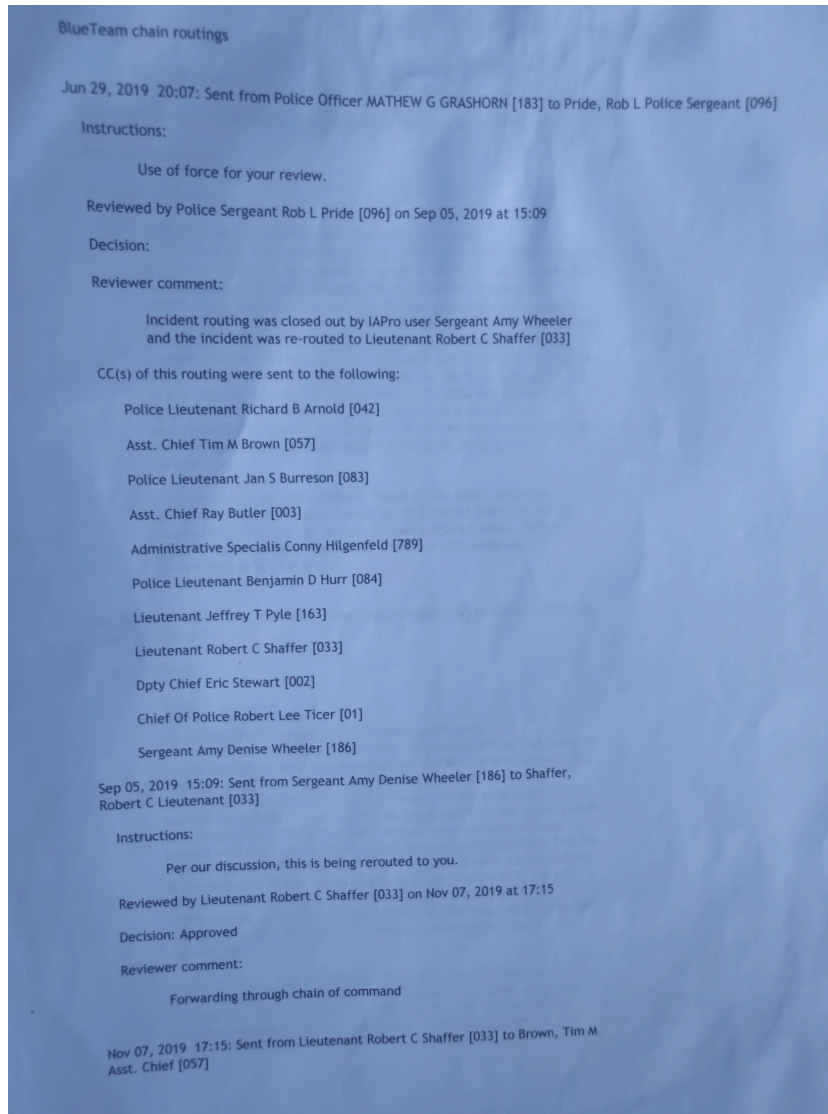 BlueTeam chain routings
Jun 29, 2019 20:07: Sent from Police Officer MATHEW G GRASHORN [183] to Pride, Rob L Police Sergeant [096]
Instructions:
Use of force for your review.
Reviewed by Police Sergeant Rob L Pride [096] on Sep 05, 2019 at 15:09
Decision:
Reviewer comment:
Incident routing was closed out by IAPro user Sergeant Amy Wheeler
and the incident was re-routed to Lieutenant Robert C Shaffer [033]
CC(s) of this routing were sent to the following:
Police Lieutenant Richard B Arnold [042]
Asst. Chief Tim M Brown [057]
Police Lieutenant Jan S Burreson [083]
Asst. Chief Ray Butler [003]
Administrative Specialis Conny Hilgenfeld [789]
Police Lieutenant Benjamin D Hurr [084]
Lieutenant Jeffrey T Pyle [163]
Lieutenant Robert C Shaffer [033]
Dpty Chief Eric Stewart [002]
Chief Of Police Robert Lee Ticer [01]
Sergeant Amy Denise Wheeler [186]
Sep 05, 2019 15:09: Sent from Sergeant Amy Denise Wheeler [186] to Shaffer,
Robert C Lieutenant [033]
Instructions:
Per our discussion, this is being rerouted to you.
Reviewed by Lieutenant Robert C Shaffer [033] on Nov 07, 2019 at 17:15
Decision: Approved
Reviewer comment:
Forwarding through chain of command
Nov 07, 2019 17:15: Sent from Lieutenant Robert C Shaffer [033] to Brown, Tim M
Asst. Chief [057]